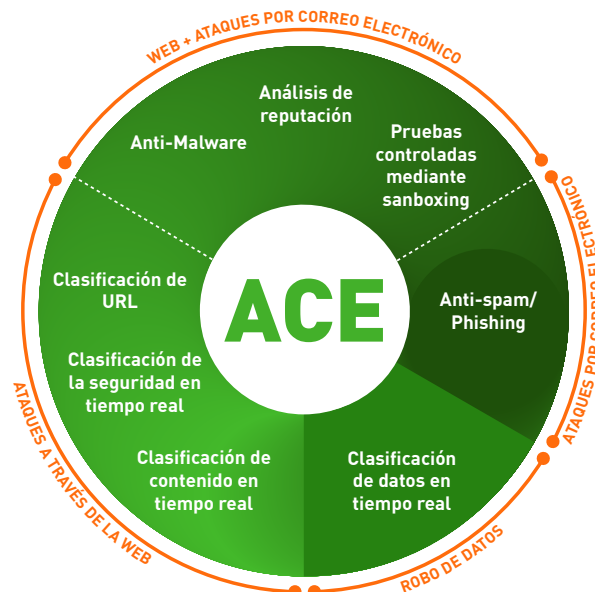 WEB + ATAQUES POR CORREO ELECTRÓNICO
Análisis de
reputación
Anti-Malware
Pruebas
controladas
mediante
sanboxing
ATAQUES POR CORREO ELECTRÓNICO
Clasificación de
URL
ACE
Anti-spam/
Phishing
Clasificación de
la seguridad en
tiempo real
ATAQUES A TRAVÉS DE LA WEB
Clasificación de
contenido en
tiempo real
Clasificación
de datos en
tiempo real
ROBO DE DATOS